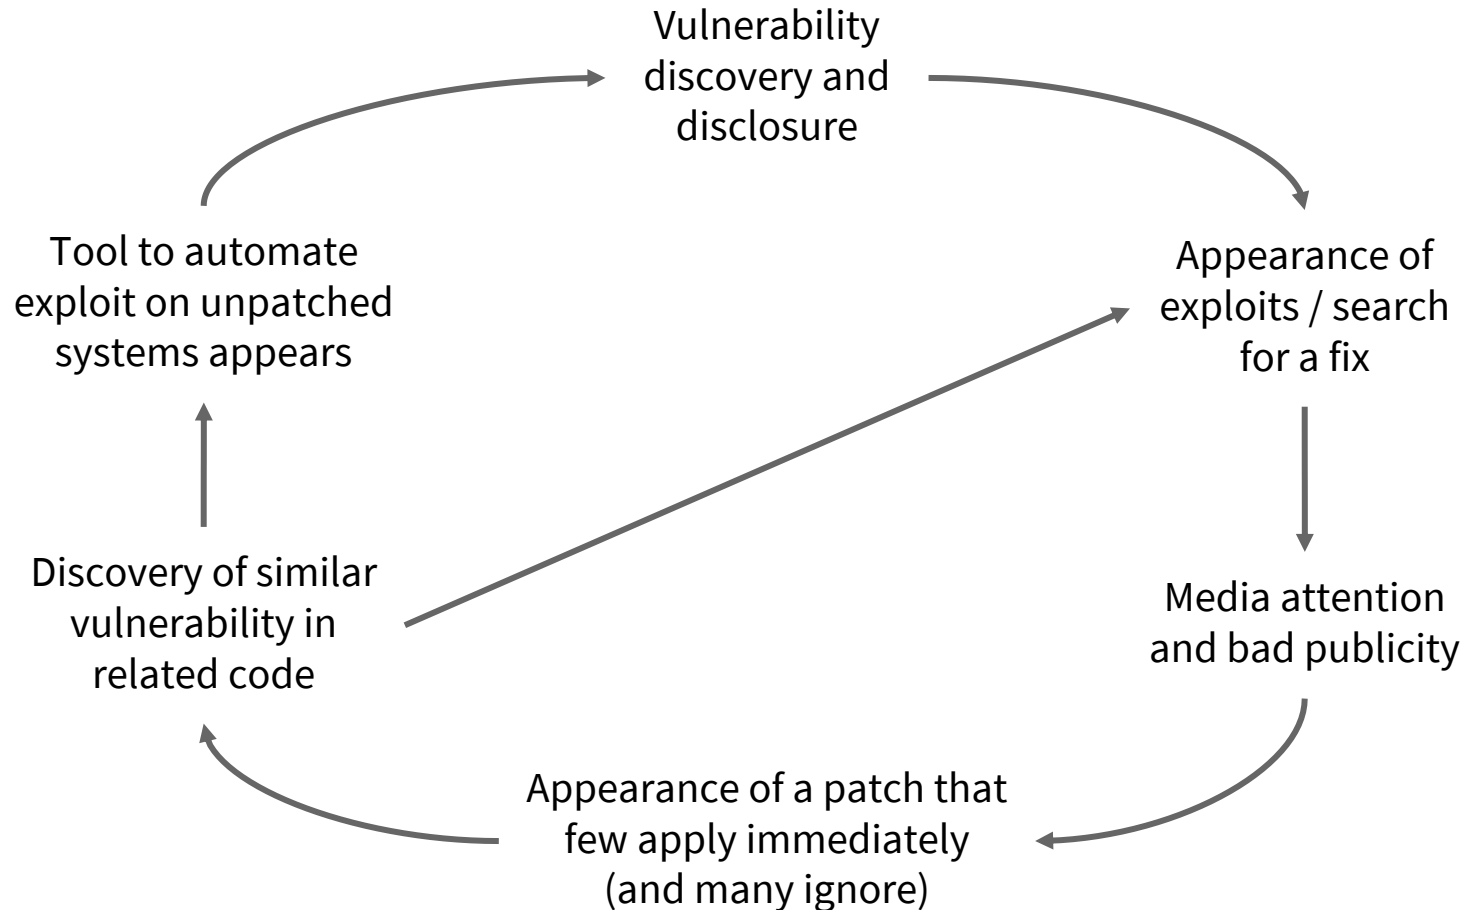 Vulnerability
discovery and
disclosure
Appearance of
exploits / search
for a fix
Media attention
and bad publicity
Appearance of a patch that
few apply immediately
(and many ignore)
Discovery of similar
vulnerability in
related code
Tool to automate
exploit on unpatched
systems appears